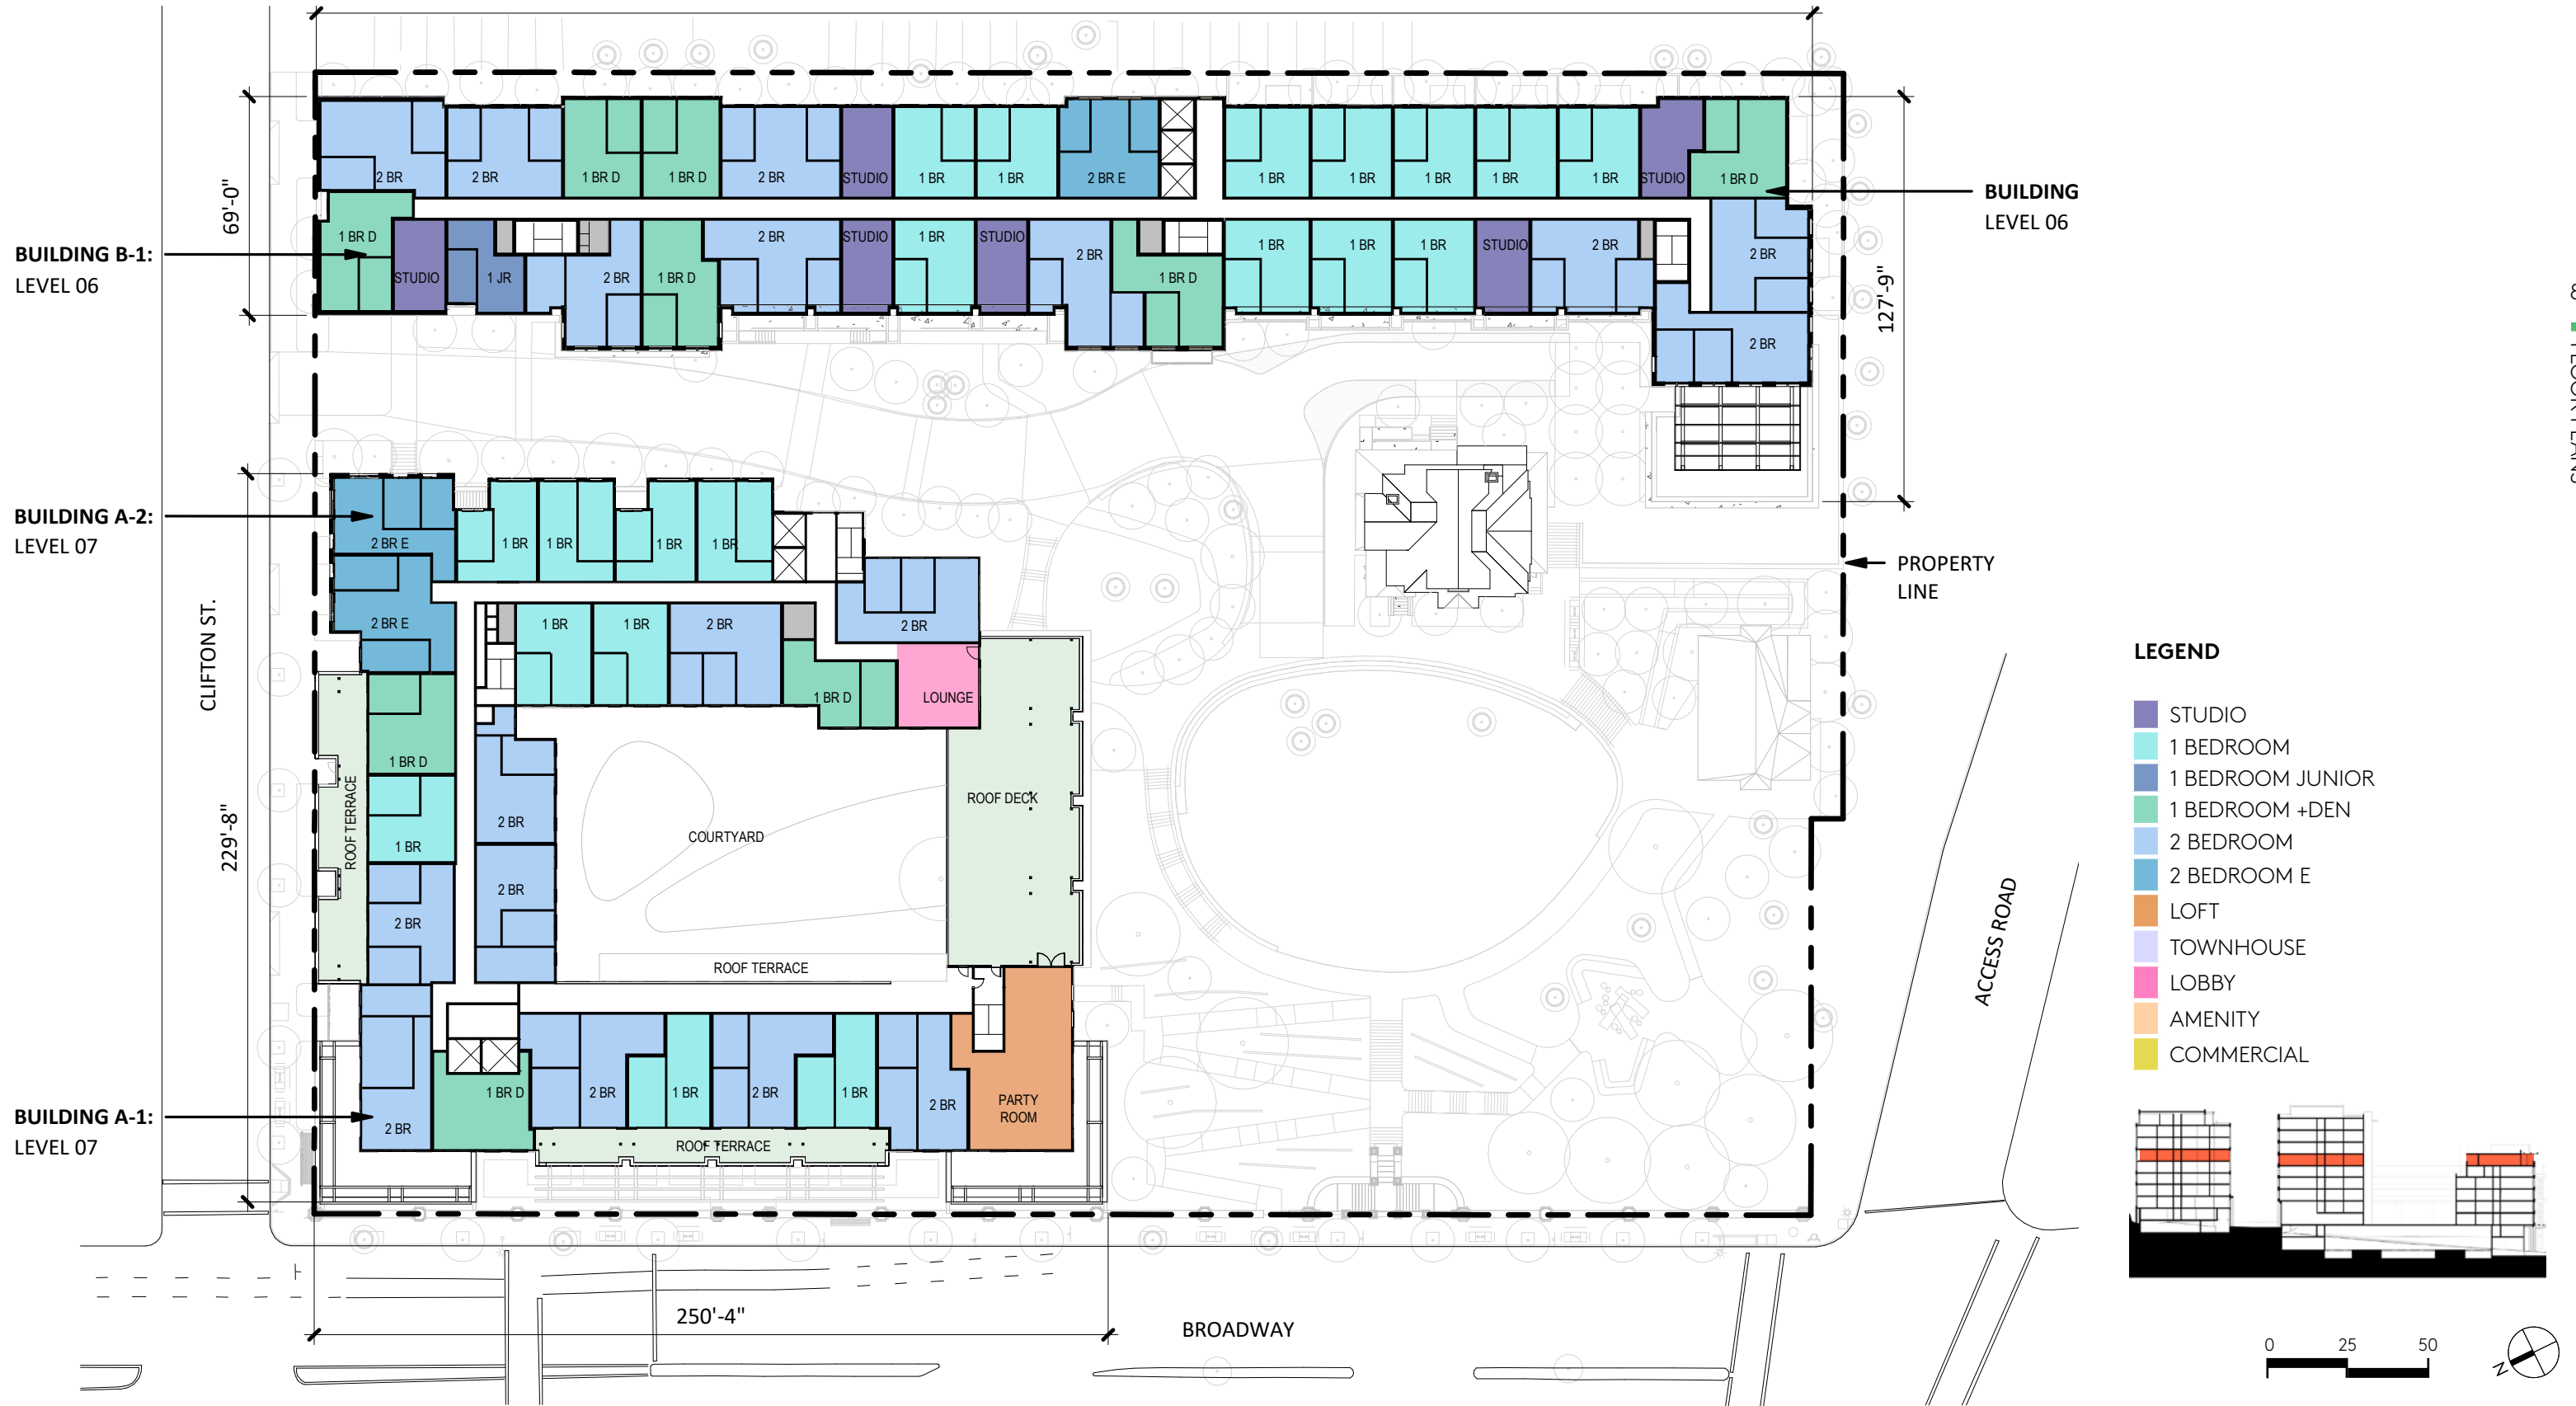 2 BR
2 BR
1 BR D
1 BR D
2 BR
STUDIO
1 BR
1 BR
2 BR E
1 BR
1 BR
1 BR
1 BR
1 BR
STUDIO
1 BR D
BUILDING
LEVEL 06
69'-0"
BUILDING B-1:
LEVEL 06
1 BR D
STUDIO
1 JR
2 BR
1 BR D
2 BR
STUDIO
1 BR
STUDIO
2 BR
1 BR D
1 BR
1 BR
1 BR
STUDIO
2 BR
2 BR
2 BR
127'-9"
FLOOR PLANS
BUILDING A-2:
LEVEL 07
2 BR E
1 BR
1 BR
1 BR
1 BR
PROPERTY
LINE
CLIFTON ST.
2 BR E
1 BR
1 BR
2 BR
2 BR
1 BR D
LOUNGE
1 BR D
ROOF TERRACE
1 BR
2 BR
2 BR
2 BR
229'-8"
COURTYARD
ROOF DECK
ROOF TERRACE
ACCESS ROAD
BUILDING A-1:
LEVEL 07
2 BR
1 BR D
2 BR
1 BR
2 BR
1 BR
2 BR
PARTY
ROOM
ROOF TERRACE
250'-4"
BROADWAY
LEGEND
STUDIO
1 BEDROOM
1 BEDROOM JUNIOR
1 BEDROOM +DEN
2 BEDROOM
2 BEDROOM E
LOFT
TOWNHOUSE
LOBBY
AMENITY
COMMERCIAL
0 25 50
N